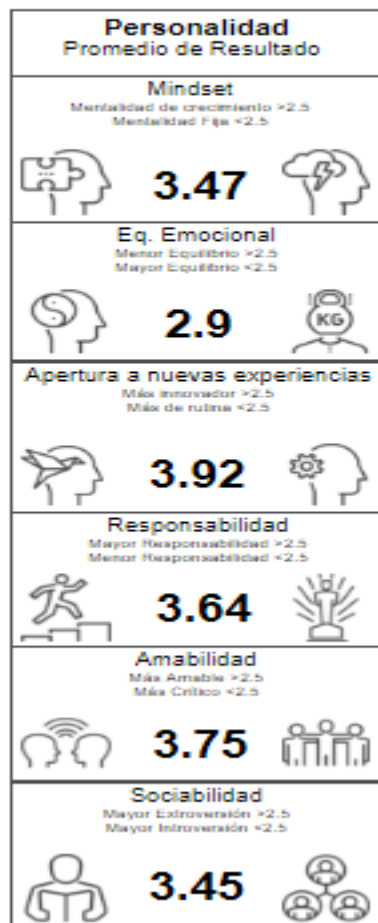 Personalidad
Promedio de Resultado
Mindset
Mentalidad de crecimiento >2.5
Mentalidad Fija <2.5
3.47
Eq. Emocional
Menor Equilibrio >2.5
Mayor Equilibrio <2.5
2.9
KG
Apertura a nuevas experiencias
Más innovador >2.5
Más de rutina <2.5
3.92
Responsabilidad
Mayor Responsabilidad >2.5
Menor Responsabilidad <2.5
3.64
Amabilidad
Más Amable >2.5
Más Crítico <2.5
3.75
Sociabilidad
Mayor Extroversión >2.5
Mayor Introversión <2.5
3.45